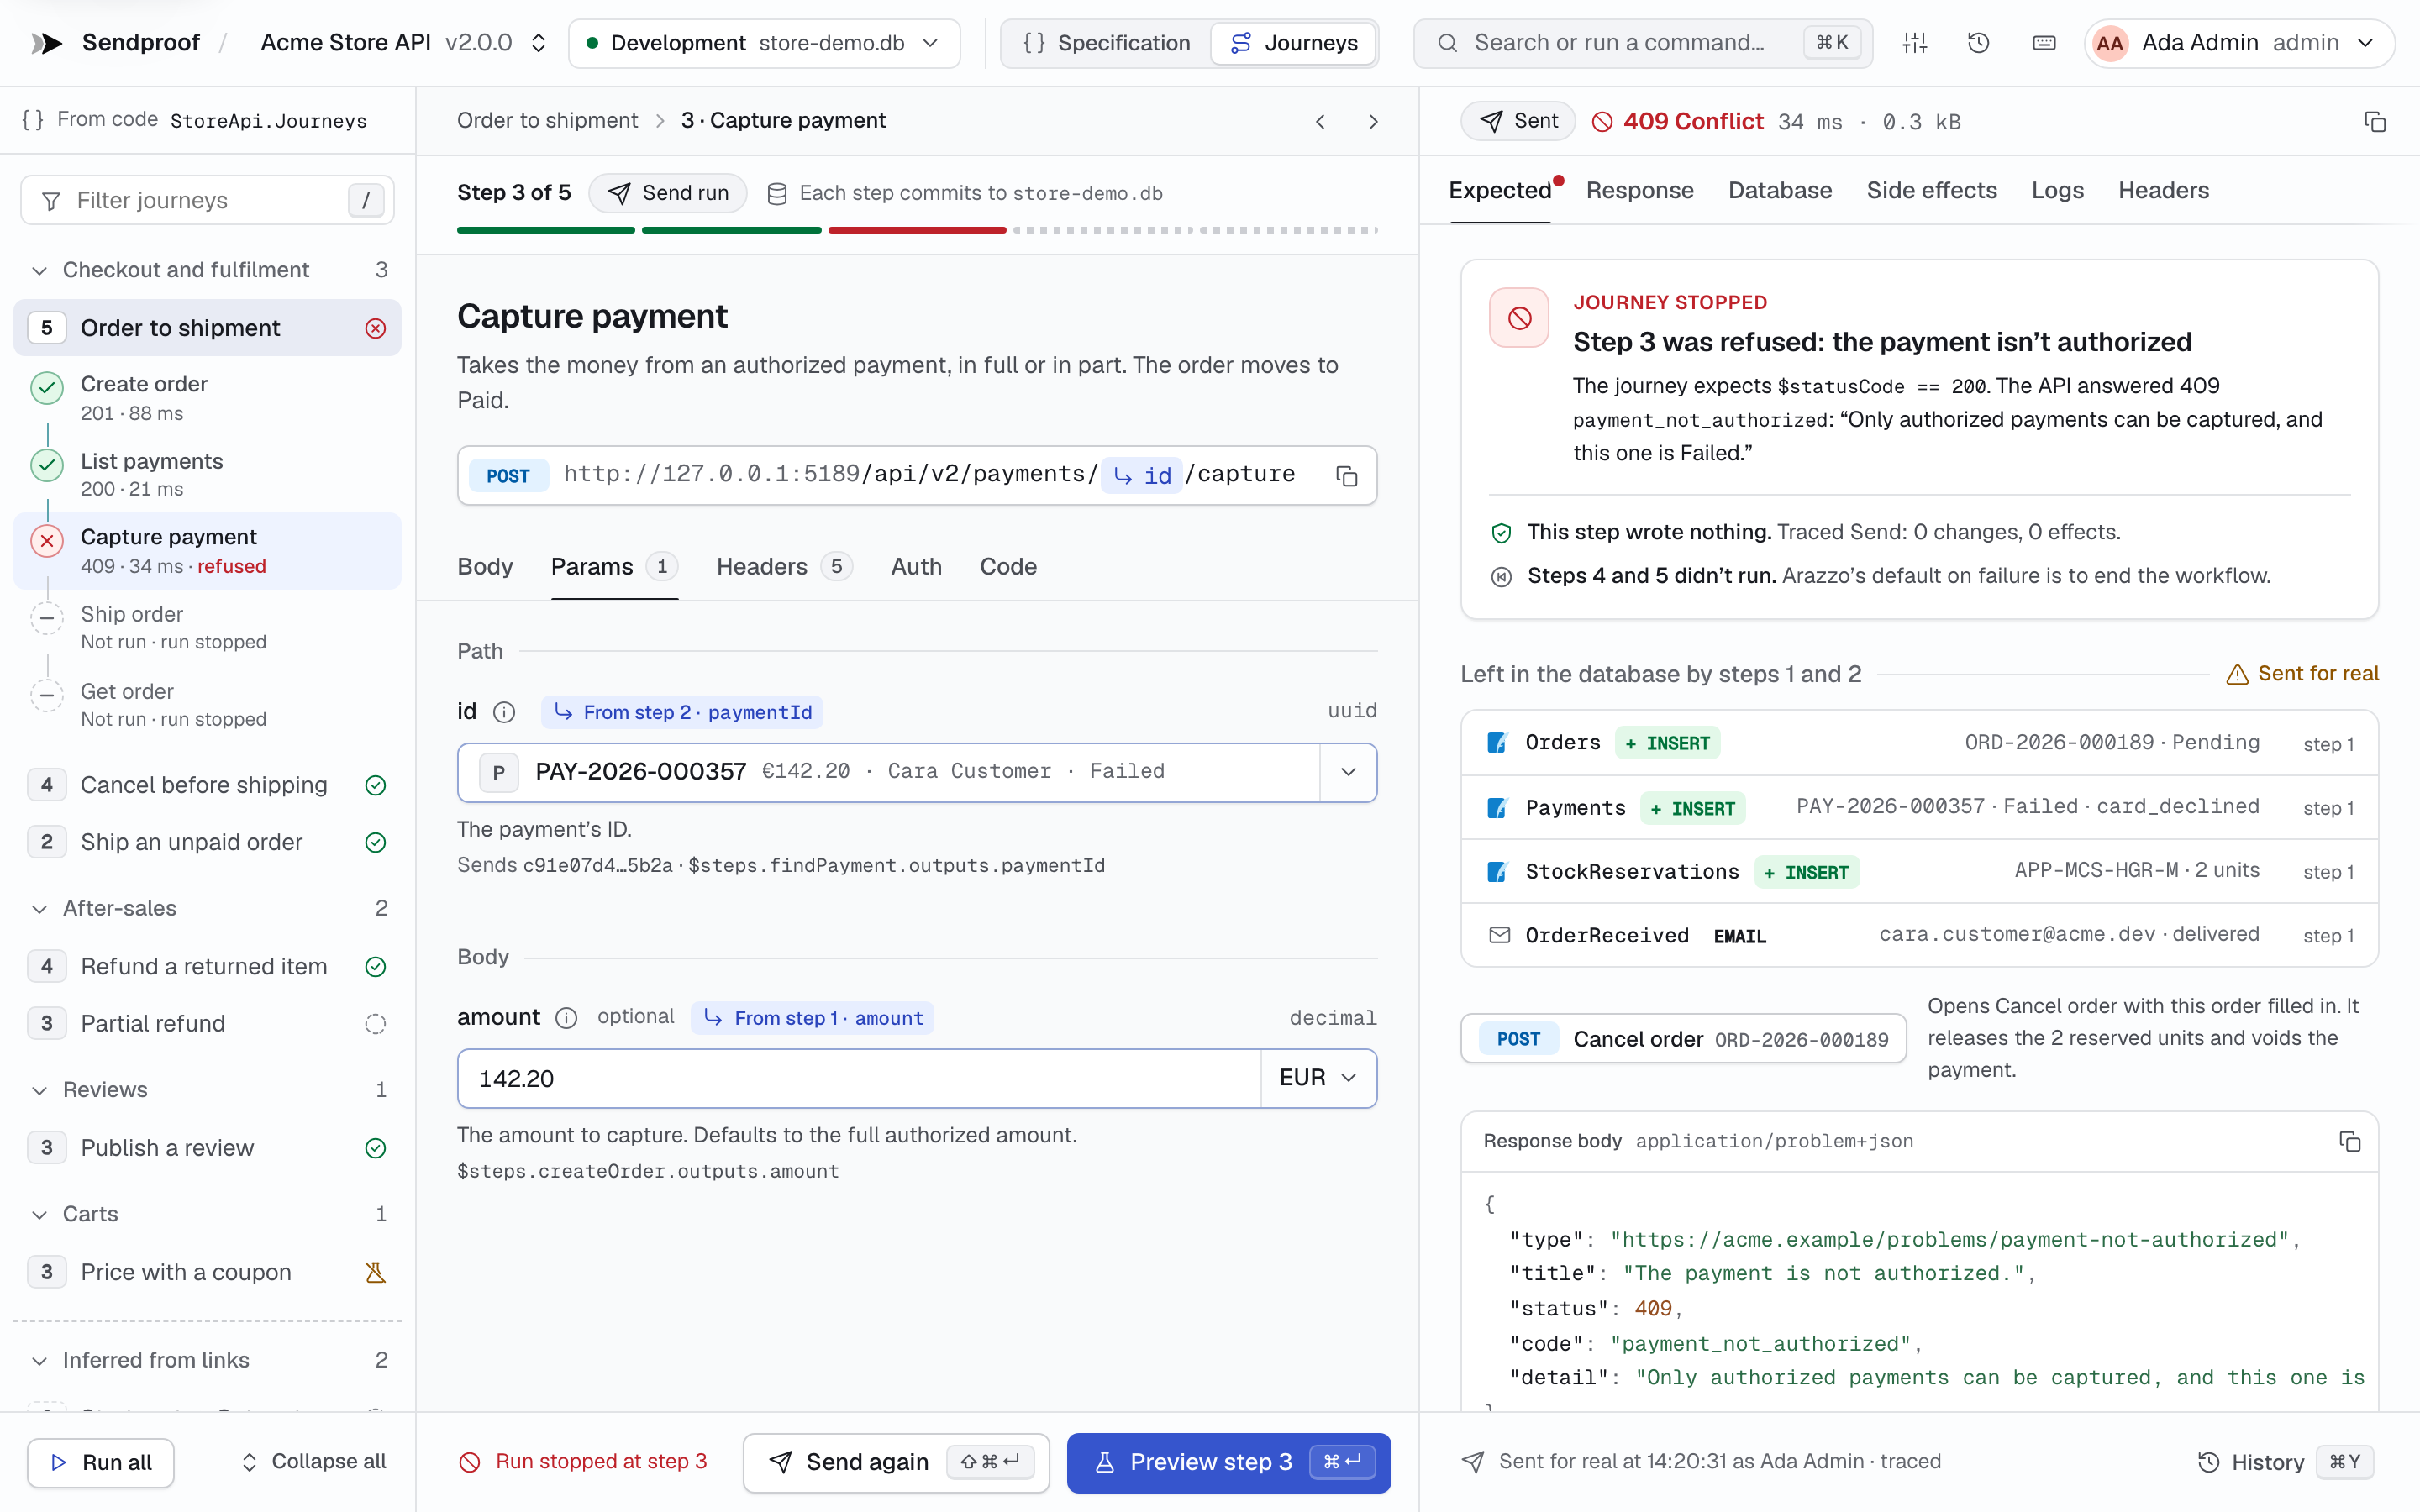 Sendproof / Acme Store API v2.0.0
Development store-demo.db
{} Specification
Journeys
Search or run a command… ⌘K
AA Ada Admin admin
{} From code StoreApi.Journeys
Filter journeys /
Checkout and fulfilment 3
5 Order to shipment
Create order
201 · 88 ms
List payments
200 · 21 ms
Capture payment
409 · 34 ms · refused
Ship order
Not run · run stopped
Get order
Not run · run stopped
4 Cancel before shipping
2 Ship an unpaid order
After-sales 2
4 Refund a returned item
3 Partial refund
Reviews 1
3 Publish a review
Carts 1
3 Price with a coupon
Inferred from links 2
Run all
Collapse all
Order to shipment > 3 · Capture payment
Step 3 of 5 Send run Each step commits to store-demo.db
Capture payment
Takes the money from an authorized payment, in full or in part. The order moves to
Paid.
POST http://127.0.0.1:5189/api/v2/payments/ id /capture
Body Params 1 Headers 5 Auth Code
Path
id From step 2 · paymentId uuid
P PAY-2026-000357 €142.20 · Cara Customer · Failed
The payment’s ID.
Sends c91e07d4…5b2a · $steps.findPayment.outputs.paymentId
Body
amount optional From step 1 · amount decimal
142.20 EUR
The amount to capture. Defaults to the full authorized amount.
$steps.createOrder.outputs.amount
Run stopped at step 3
Send again ⇧⌘↵
Preview step 3 ⌘↵
Sent 409 Conflict 34 ms · 0.3 kB
Expected Response Database Side effects Logs Headers
JOURNEY STOPPED
Step 3 was refused: the payment isn’t authorized
The journey expects $statusCode == 200. The API answered 409
payment_not_authorized: “Only authorized payments can be captured, and
this one is Failed.”
This step wrote nothing. Traced Send: 0 changes, 0 effects.
Steps 4 and 5 didn’t run. Arazzo’s default on failure is to end the workflow.
Left in the database by steps 1 and 2 Sent for real
Orders + INSERT ORD-2026-000189 · Pending step 1
Payments + INSERT PAY-2026-000357 · Failed · card_declined step 1
StockReservations + INSERT APP-MCS-HGR-M · 2 units step 1
OrderReceived EMAIL cara.customer@acme.dev · delivered step 1
POST Cancel order ORD-2026-000189
Opens Cancel order with this order filled in. It
releases the 2 reserved units and voids the
payment.
Response body application/problem+json
{
"type": "https://acme.example/problems/payment-not-authorized",
"title": "The payment is not authorized.",
"status": 409,
"code": "payment_not_authorized",
"detail": "Only authorized payments can be captured, and this one is
}
Sent for real at 14:20:31 as Ada Admin · traced
History ⌘Y